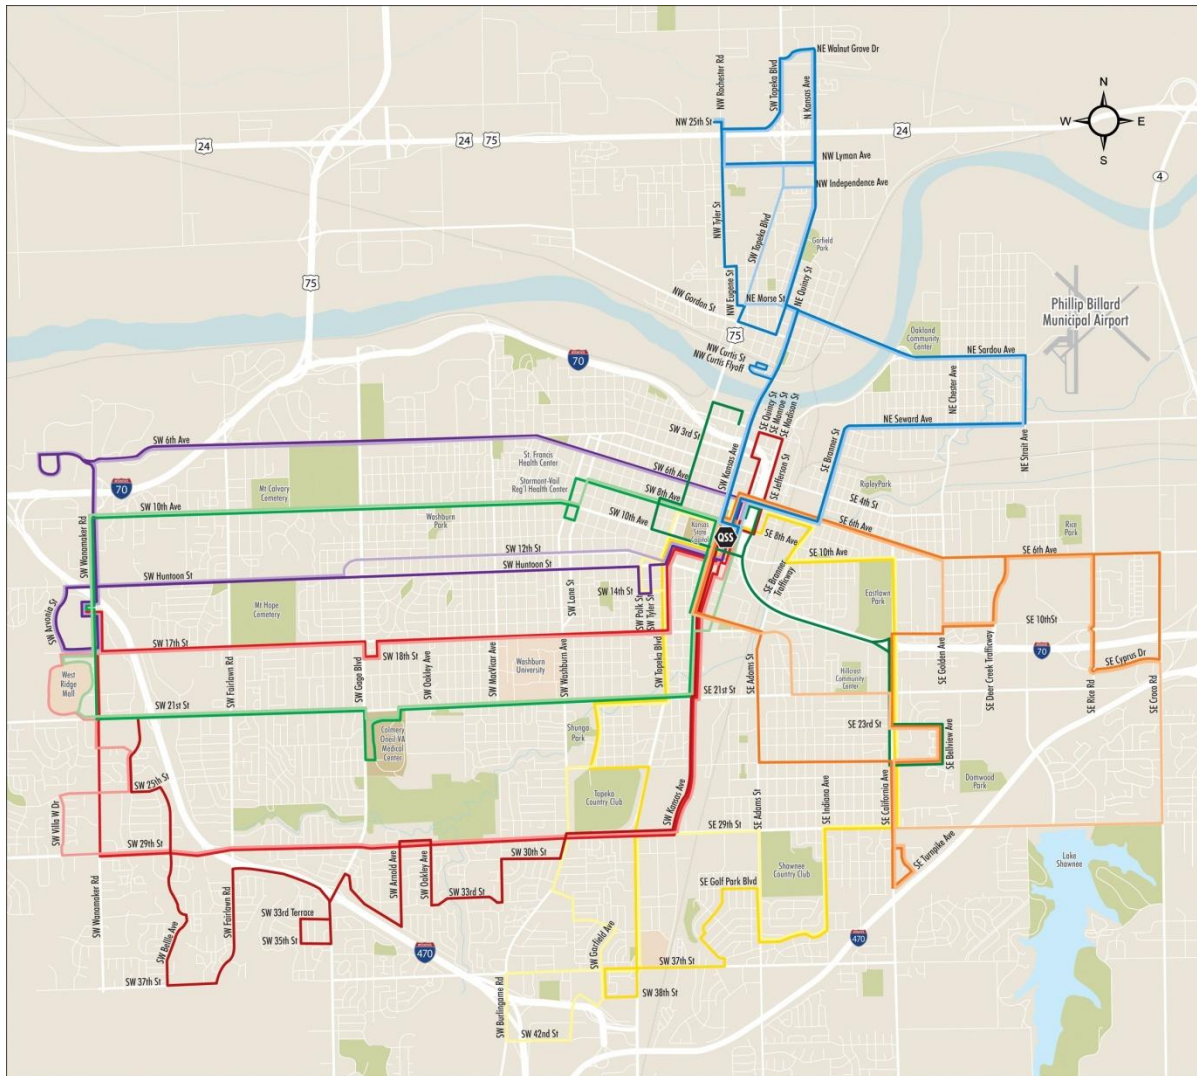 NE Walnut Grove Dr
NW Rochester Rd
SW Topeka Blvd
N Kansas Ave
N
W
E
S
NW 25th St
24
24
75
24
NW Lyman Ave
NW Independence Ave
4
NW Tyler St
SW Topeka Blvd
Garfield
Park
75
NW Gordon St
NW Eugene St
NE Morse St
NE Quincy St
75
Phillip Billard
Municipal Airport
Oakland
Community
Center
NE Sardou Ave
70
NW Curtis St
NW Curtis Flyoff
NE Chester Ave
NE Seward Ave
NE Strait Ave
SW 3rd St
SE Quincy St
SE Monroe St
SE Madison St
SW Kansas Ave
SE Jefferson St
SE Branner St
SW 6th Ave
St. Francis
Health Center
SW 6th Ave
70
Mt Calvary
Cemetery
Stormont-Vail
Reg'l Health Center
SW 8th Ave
Ripley Park
SE 4th St
SW 10th Ave
Washburn
Park
SW 10th Ave
Kansas
State
Capitol
QSS
SE 6th Ave
Rice
Park
SE 8th Ave
SE 10th Ave
SE 6th Ave
SW Wanamaker Rd
SW 12th St
SW Huntoon St
SW Huntoon St
SE Branner
Trafficway
SW Arvonia St
Mt Hope
Cemetery
SW Lane St
SW 14th St
SW Polk St
SW Tyler St
Eastlawn
Park
SE 10thSt
SW 17th St
SW 18th St
70
SE Golden Ave
SE Deer Creek Trafficway
SE Cyprus Dr
West
Ridge
Mall
SW Fairlawn Rd
SW Gage Blvd
SW Oakley Ave
SW MacVicar Ave
Washburn
University
SW Washburn Ave
SW Topeka Blvd
SE Adams St
Hillcrest
Community
Center
SE Rice Rd
SE Croco Rd
SW 21st St
SE 21st St
SE 23rd St
SE Bellview Ave
Colmery
Oneil-VA
Medical
Center
Shunga
Park
SW 25th St
Dornwood
Park
SW Villa W Dr
Topeka
Country Club
SW Kansas Ave
SE Adams St
SE Indiana Ave
SE California Ave
SE 29th St
SW 29th St
SW Arnold Ave
SW Oakley Ave
SW 30th St
SE Turnpike Ave
Lake
Shawnee
SW Wanamaker Rd
SW Fairlawn Rd
SW 33rd St
SE Golf Park Blvd
Shawnee
Country Club
SW 33rd Terrace
SW 35th St
SW Belle Ave
SW Garfield Ave
470
470
SW 37th St
SW 37th St
SW 38th St
SW Burlingame Rd
SW 42nd St